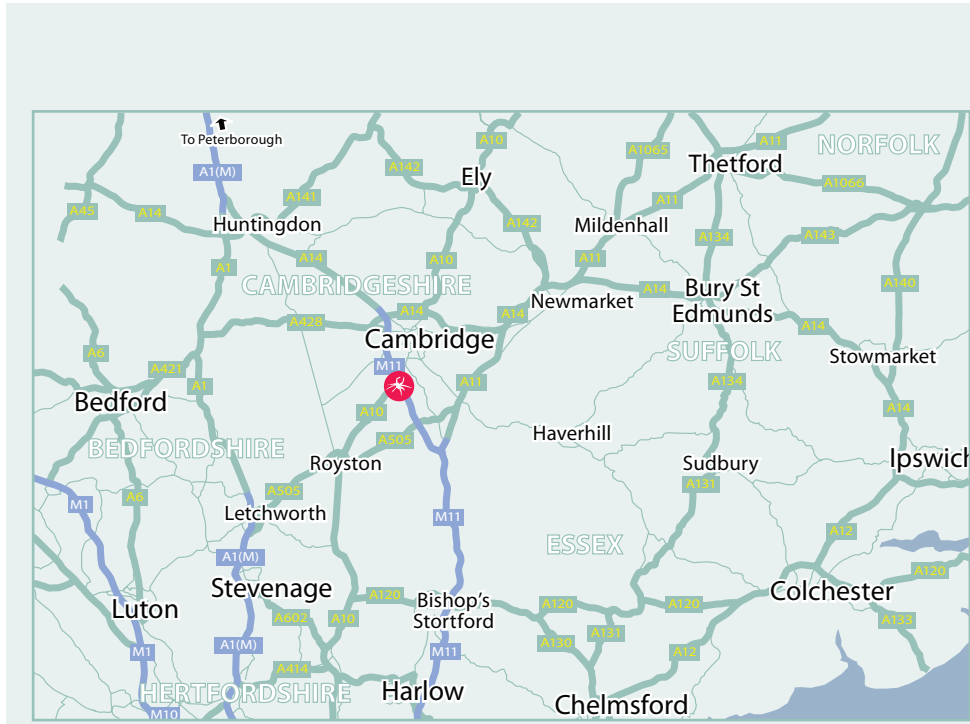 A10
A1065
A11
NORFOLK
To Peterborough
Thetford
A142
A1(M)
Ely
A1066
A141
A11
A45
A14
Huntingdon
A142
Mildenhall
A134
A143
A14
A10
A11
A1
CAMBRIDGESHIRE
A140
A14
Bury St
Edmunds
Newmarket
A14
A14
A428
A14
Cambridge
SUFFOLK
A6
Stowmarket
A421
M11
A1
A11
A134
Bedford
A10
A14
A505
Haverhill
BEDFORDSHIRE
Royston
Sudbury
Ipswich
A505
A131
A6
M1
Letchworth
M11
A12
ESSEX
A1(M)
Stevenage
A120
A120
Bishop's
Stortford
A120
A120
Colchester
Luton
A602
A10
A133
A131
A130
A1(M)
M1
M11
A12
A414
HERTFORDSHIRE
Harlow
Chelmsford
M10